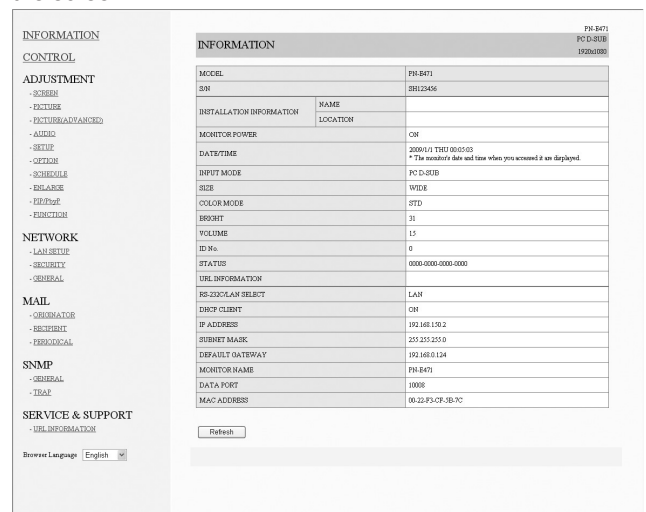 INFORMATION
CONTROL
ADJUSTMENT
- SCREEN
- PICTURE
- PICTURE(ADVANCED)
- AUDIO
- SETUP
- OPTION
- SCHEDULE
- ENLARGE
- PIP/PbyP
- FUNCTION
NETWORK
- LAN SETUP
- SECURITY
- GENERAL
MAIL
- ORIGINATOR
- RECIPIENT
- PERIODICAL
SNMP
- GENERAL
- TRAP
SERVICE & SUPPORT
- URL INFORMATION
Browser Language English
PN-E471
INFORMATION
PC D-SUB
1920x1080
MODEL PN-E471
S/N SH123456
INSTALLATION INFORMATION
NAME
LOCATION
MONITOR POWER ON
DATE/TIME
2009/1/1 THU 00:05:03
* The monitor's date and time when you accessed it are displayed.
INPUT MODE PC D-SUB
SIZE WIDE
COLOR MODE STD
BRIGHT 31
VOLUME 15
ID No. 0
STATUS 0000-0000-0000-0000
URL INFORMATION
RS-232C/LAN SELECT LAN
DHCP CLIENT ON
IP ADDRESS 192.168.150.2
SUBNET MASK 255.255.255.0
DEFAULT GATEWAY 192.168.0.124
MONITOR NAME PN-E471
DATA PORT 10008
MAC ADDRESS 00-22-F3-CF-5B-7C
Refresh